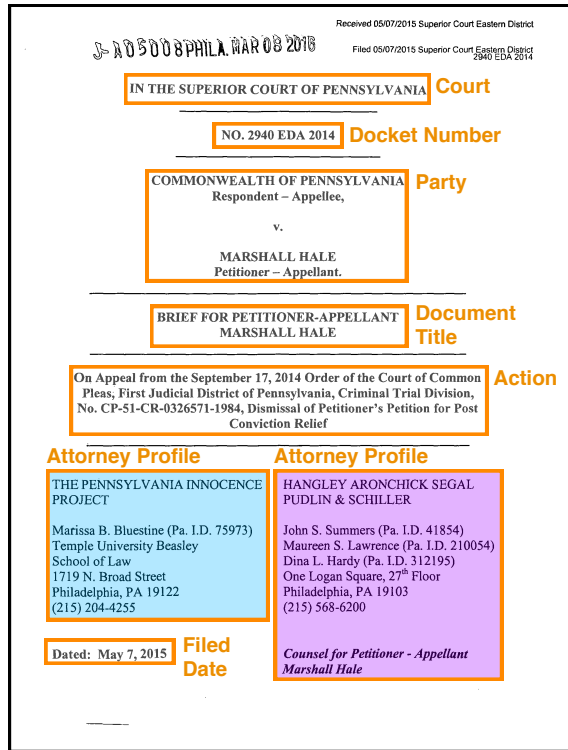 Received 05/07/2015 Superior Court Eastern District
J-A05008 PHILA. MAR 08 2016
Filed 05/07/2015 Superior Court Eastern District
2940 EDA 2014
IN THE SUPERIOR COURT OF PENNSYLVANIA Court
NO. 2940 EDA 2014 Docket Number
COMMONWEALTH OF PENNSYLVANIA Party
Respondent – Appellee,
v.
MARSHALL HALE
Petitioner – Appellant.
BRIEF FOR PETITIONER-APPELLANT
MARSHALL HALE
Document
Title
On Appeal from the September 17, 2014 Order of the Court of Common
Pleas, First Judicial District of Pennsylvania, Criminal Trial Division,
No. CP-51-CR-0326571-1984, Dismissal of Petitioner's Petition for Post
Conviction Relief
Action
Attorney Profile
THE PENNSYLVANIA INNOCENCE
PROJECT
Marissa B. Bluestine (Pa. I.D. 75973)
Temple University Beasley
School of Law
1719 N. Broad Street
Philadelphia, PA 19122
(215) 204-4255
Attorney Profile
HANGLEY ARONCHICK SEGAL
PUDLIN & SCHILLER
John S. Summers (Pa. I.D. 41854)
Maureen S. Lawrence (Pa. I.D. 210054)
Dina L. Hardy (Pa. I.D. 312195)
One Logan Square, 27th Floor
Philadelphia, PA 19103
(215) 568-6200
Counsel for Petitioner - Appellant
Marshall Hale
Dated: May 7, 2015
Filed
Date